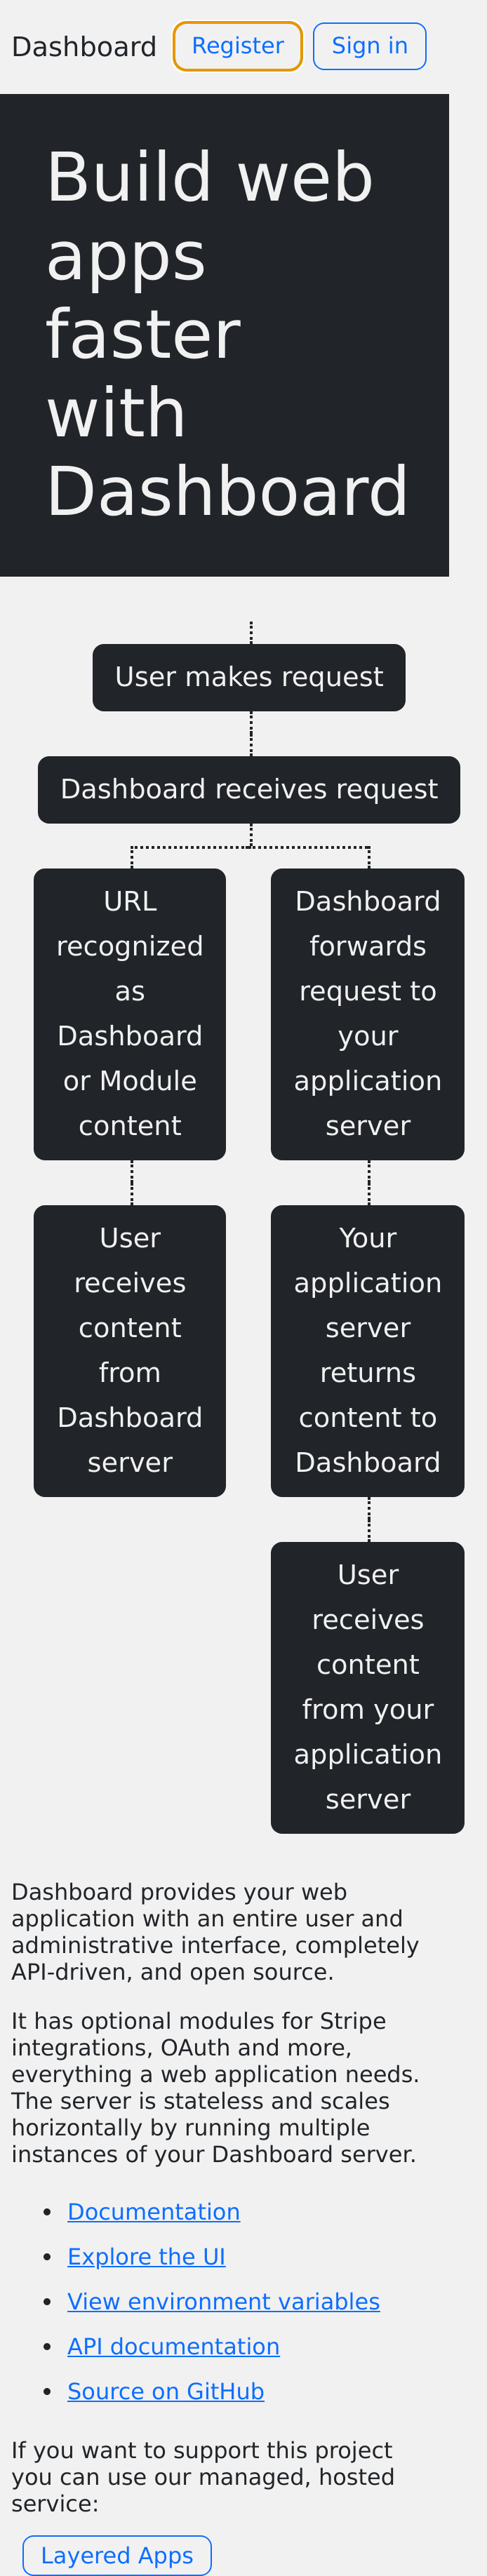 Dashboard Register Sign in
Build web
apps
faster
with
Dashboard
User makes request
Dashboard receives request
URL
recognized
as
Dashboard
or Module
content
Dashboard
forwards
request to
your
application
server
User
receives
content
from
Dashboard
server
Your
application
server
returns
content to
Dashboard
User
receives
content
from your
application
server
Dashboard provides your web
application with an entire user and
administrative interface, completely
API-driven, and open source.
It has optional modules for Stripe
integrations, OAuth and more,
everything a web application needs.
The server is stateless and scales
horizontally by running multiple
instances of your Dashboard server.
• Documentation
• Explore the UI
• View environment variables
• API documentation
• Source on GitHub
If you want to support this project
you can use our managed, hosted
service:
Layered Apps